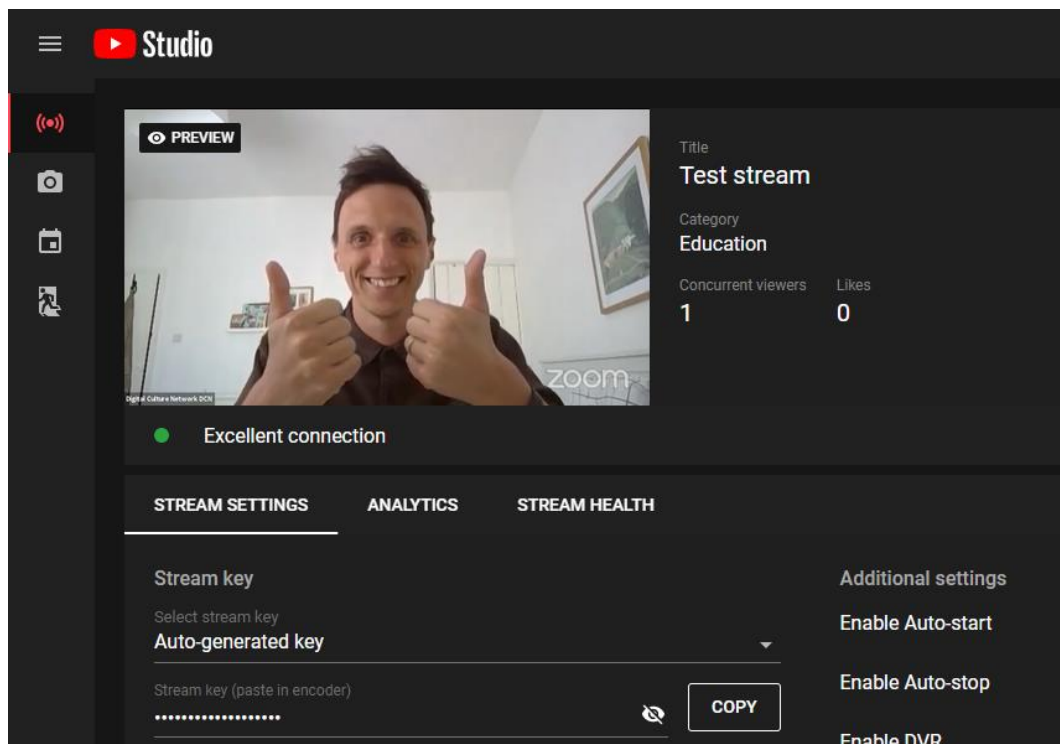 Studio
PREVIEW
zoom
Digital Culture Network DCN
Title
Test stream
Category
Education
Concurrent viewers Likes
1 0
Excellent connection
STREAM SETTINGS ANALYTICS STREAM HEALTH
Stream key Additional settings
Select stream key
Auto-generated key
Enable Auto-start
Stream key (paste in encoder)
Enable Auto-stop
••••••••••••••••••• COPY
Enable DVR